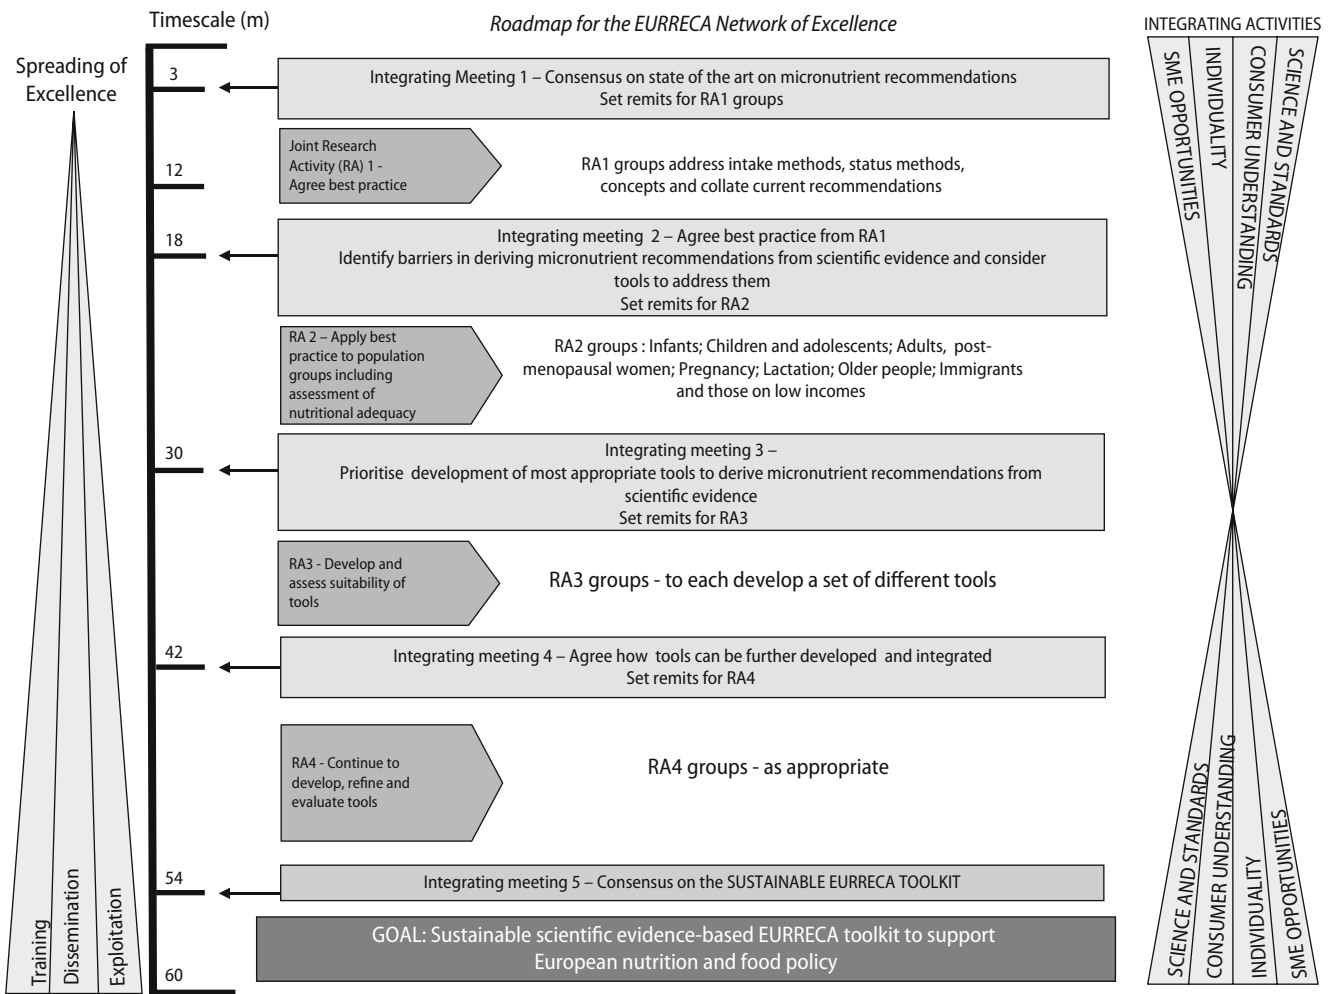 Timescale (m)
Roadmap for the EURRECA Network of Excellence
INTEGRATING ACTIVITIES
Spreading of
Excellence
3
Integrating Meeting 1 – Consensus on state of the art on micronutrient recommendations
Set remits for RA1 groups
Joint Research
Activity (RA) 1 -
Agree best practice
12
RA1 groups address intake methods, status methods,
concepts and collate current recommendations
18
Integrating meeting 2 – Agree best practice from RA1
Identify barriers in deriving micronutrient recommendations from scientific evidence and consider
tools to address them
Set remits for RA2
RA 2 – Apply best
practice to population
groups including
assessment of
nutritional adequacy
RA2 groups : Infants; Children and adolescents; Adults, post-
menopausal women; Pregnancy; Lactation; Older people; Immigrants
and those on low incomes
30
Integrating meeting 3 –
Prioritise development of most appropriate tools to derive micronutrient recommendations from
scientific evidence
Set remits for RA3
RA3 - Develop and
assess suitability of
tools
RA3 groups - to each develop a set of different tools
42
Integrating meeting 4 – Agree how tools can be further developed and integrated
Set remits for RA4
RA4 - Continue to
develop, refine and
evaluate tools
RA4 groups - as appropriate
54
Integrating meeting 5 – Consensus on the SUSTAINABLE EURRECA TOOLKIT
GOAL: Sustainable scientific evidence-based EURRECA toolkit to support
European nutrition and food policy
60
Training
Dissemination
Exploitation
SME OPPORTUNITIES
INDIVIDUALITY
CONSUMER UNDERSTANDING
SCIENCE AND STANDARDS
SCIENCE AND STANDARDS
CONSUMER UNDERSTANDING
INDIVIDUALITY
SME OPPORTUNITIES